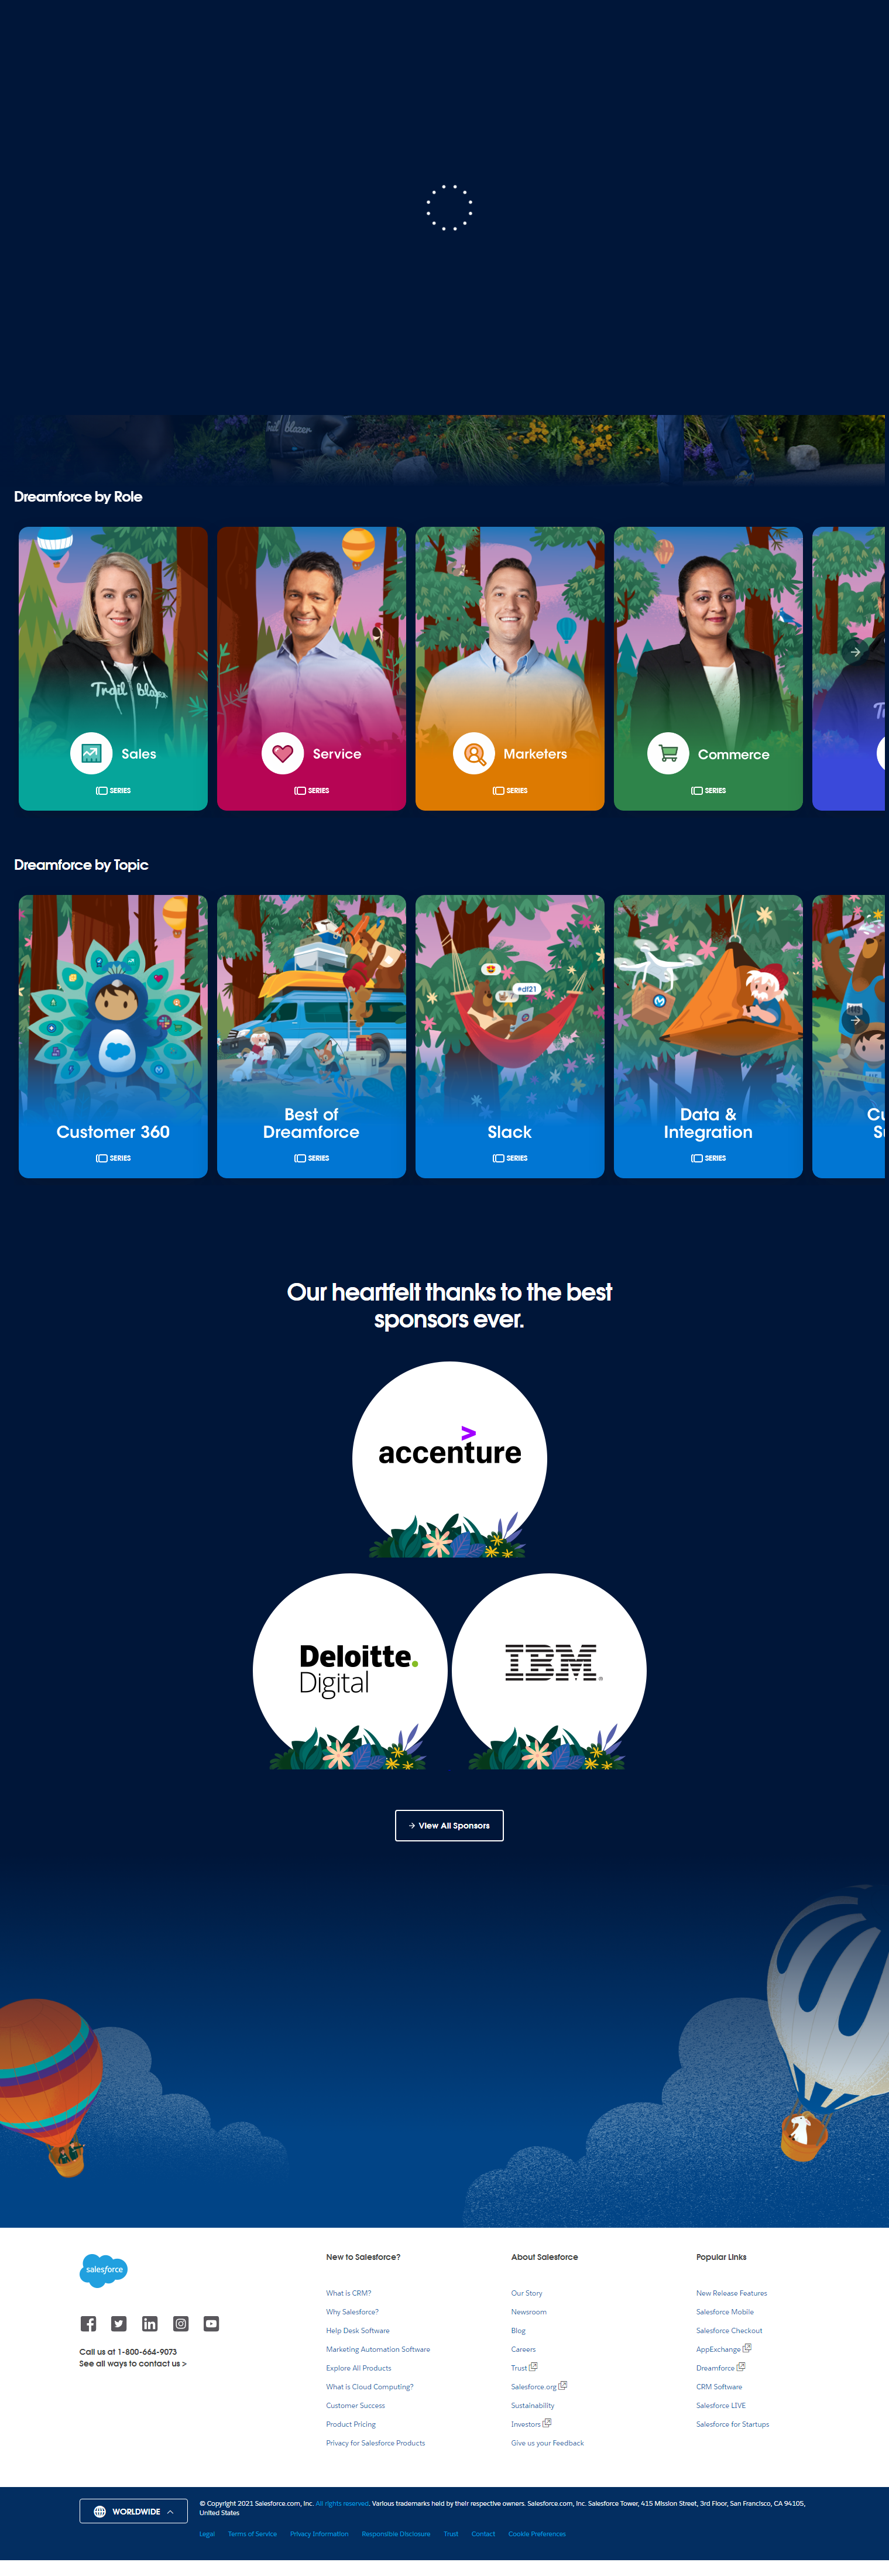 Trail blazer
Dreamforce by Role
Trail blazer
Sales
SERIES
Service
SERIES
Marketers
SERIES
Commerce
SERIES
Dreamforce by Topic
Customer 360
SERIES
Best of
Dreamforce
SERIES
#df21
Slack
SERIES
Data &
Integration
SERIES
Our heartfelt thanks to the best
sponsors ever.
accenture
Deloitte.
Digital
IBM®
View All Sponsors
salesforce
Call us at 1-800-664-9073
See all ways to contact us >
New to Salesforce?
What is CRM?
Why Salesforce?
Help Desk Software
Marketing Automation Software
Explore All Products
What is Cloud Computing?
Customer Success
Product Pricing
Privacy for Salesforce Products
About Salesforce
Our Story
Newsroom
Blog
Careers
Trust
Salesforce.org
Sustainability
Investors
Give us your Feedback
Popular Links
New Release Features
Salesforce Mobile
Salesforce Checkout
AppExchange
Dreamforce
CRM Software
Salesforce LIVE
Salesforce for Startups
WORLDWIDE
© Copyright 2021 Salesforce.com, inc. All rights reserved. Various trademarks held by their respective owners. Salesforce.com, inc. Salesforce Tower, 415 Mission Street, 3rd Floor, San Francisco, CA 94105,
United States
Legal Terms of Service Privacy Information Responsible Disclosure Trust Contact Cookie Preferences